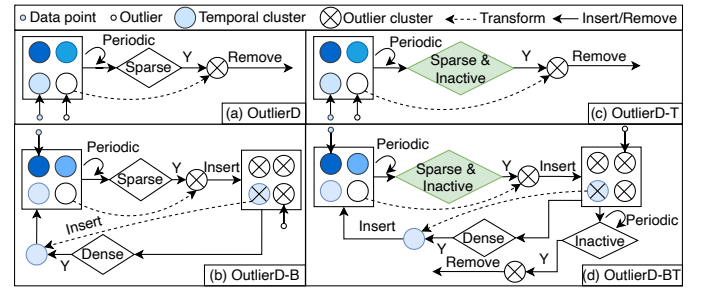 Data point Outlier Temporal cluster Outlier cluster Transform Insert/Remove
Periodic
Sparse
Y
Remove
(a) OutlierD
Periodic
Sparse &
Inactive
Y
Remove
(c) OutlierD-T
Periodic
Sparse
Y
Insert
Insert
Dense
Y
(b) OutlierD-B
Periodic
Sparse &
Inactive
Y
Insert
Insert
Dense
Y
Periodic
Inactive
Y
Remove
(d) OutlierD-BT